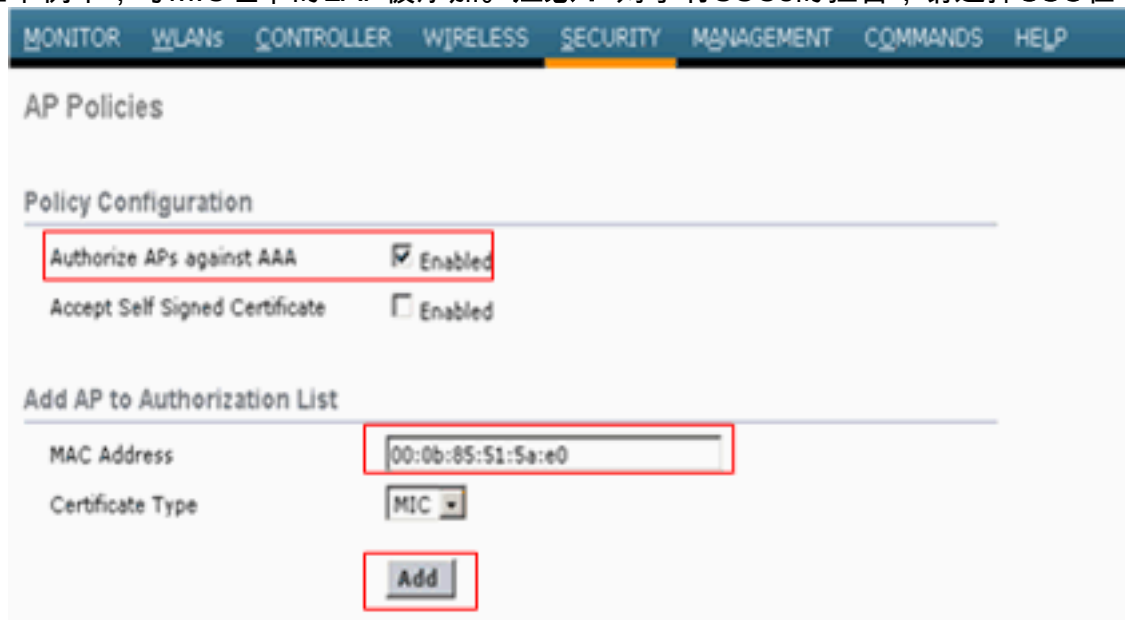 MONITOR WLANs CONTROLLER WIRELESS SECURITY MANAGEMENT COMMANDS HELP
AP Policies
Policy Configuration
Authorize APs against AAA Enabled
Accept Self Signed Certificate Enabled
Add AP to Authorization List
MAC Address 00:0b:85:51:5a:e0
Certificate Type MIC
Add